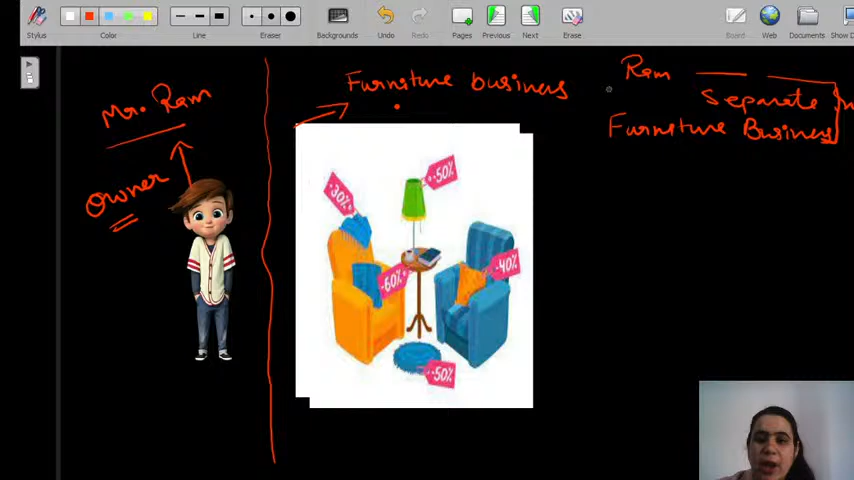 Stylus
Color
Line
Eraser
Backgrounds
Undo
Redo
Pages
Previous
Next
Erase
Board
Web
Documents
Mr. Ram
Owner
Furniture business
-30%
-50%
-60%
-40%
-50%
Ram
Separate
Furniture Business